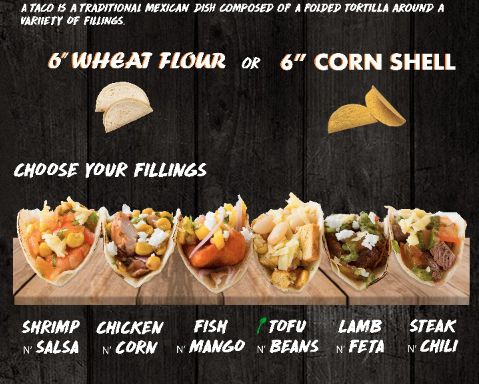 A TACO IS A TRADITIONAL MEXICAN DISH COMPOSED OF A FOLDED TORTILLA AROUND A
VARIIETY OF FILLINGS.
6" WHEAT FLOUR OR 6" CORN SHELL
CHOOSE YOUR FILLINGS
SHRIMP CHICKEN FISH TOFU LAMB STEAK
N' SALSA N' CORN N' MANGO N' BEANS N' FETA N' CHILI